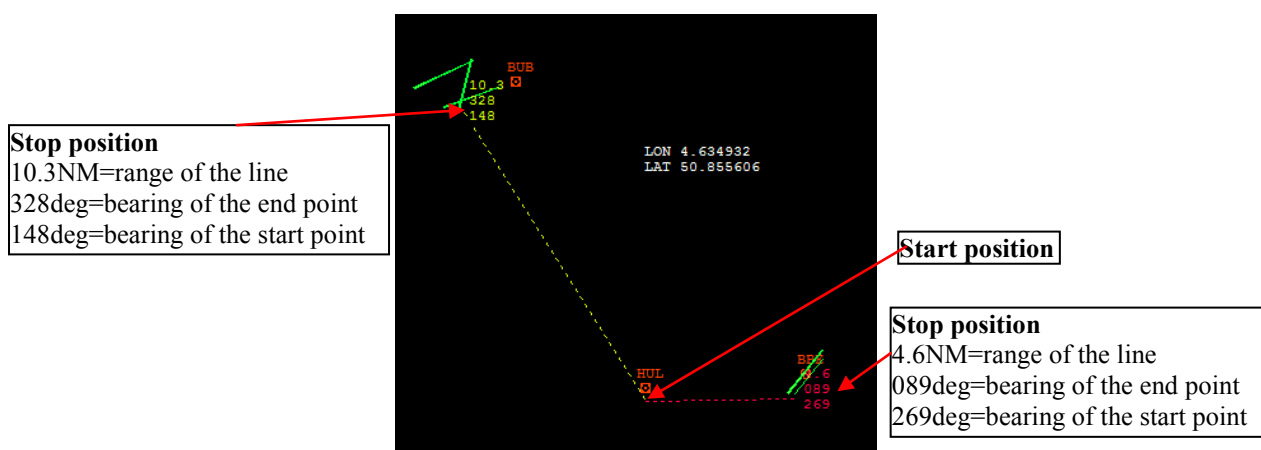 BUB
10.3
328
148
Stop position
10.3NM=range of the line
328deg=bearing of the end point
148deg=bearing of the start point
LON 4.634932
LAT 50.855606
Start position
HUL
089
269
Stop position
4.6NM=range of the line
089deg=bearing of the end point
269deg=bearing of the start point